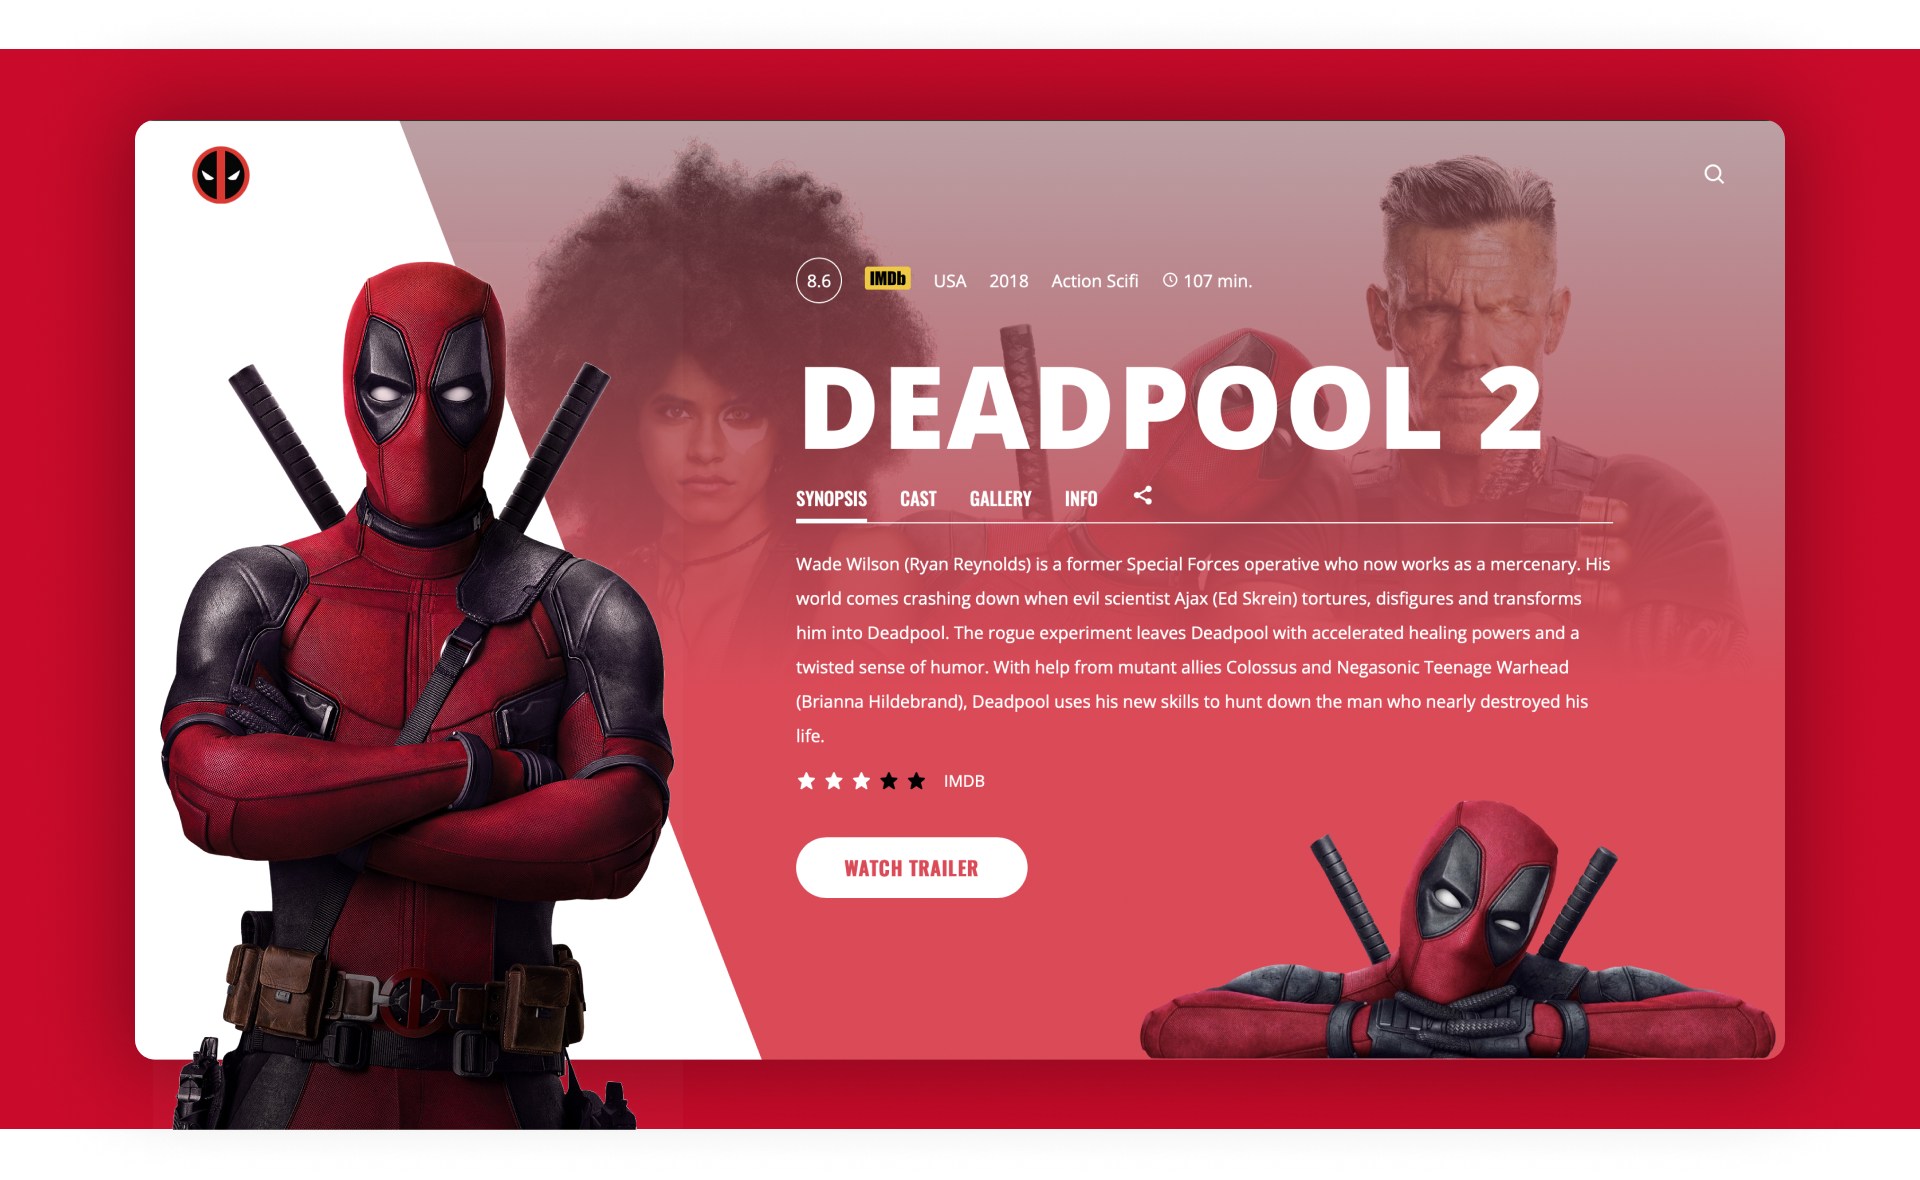 8.6 IMDb USA 2018 Action Scifi 107 min.
DEADPOOL 2
SYNOPSIS CAST GALLERY INFO
Wade Wilson (Ryan Reynolds) is a former Special Forces operative who now works as a mercenary. His
world comes crashing down when evil scientist Ajax (Ed Skrein) tortures, disfigures and transforms
him into Deadpool. The rogue experiment leaves Deadpool with accelerated healing powers and a
twisted sense of humor. With help from mutant allies Colossus and Negasonic Teenage Warhead
(Brianna Hildebrand), Deadpool uses his new skills to hunt down the man who nearly destroyed his
life.
IMDB
WATCH TRAILER